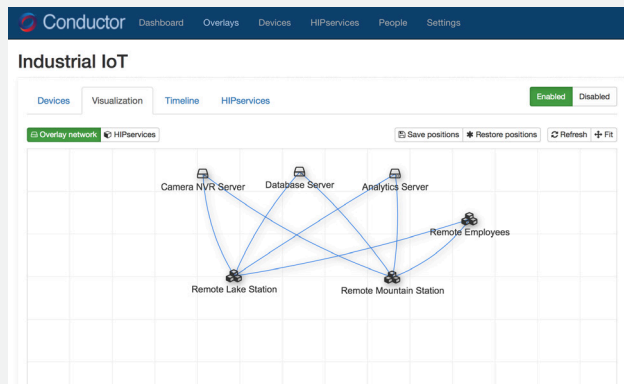 Conductor Dashboard Overlays Devices HIPservices People Settings
Industrial IoT
Devices Visualization Timeline HIPservices Enabled Disabled
Overlay network HIPservices Save positions Restore positions Refresh Fit
Camera NVR Server Database Server Analytics Server
Remote Employees
Remote Lake Station Remote Mountain Station